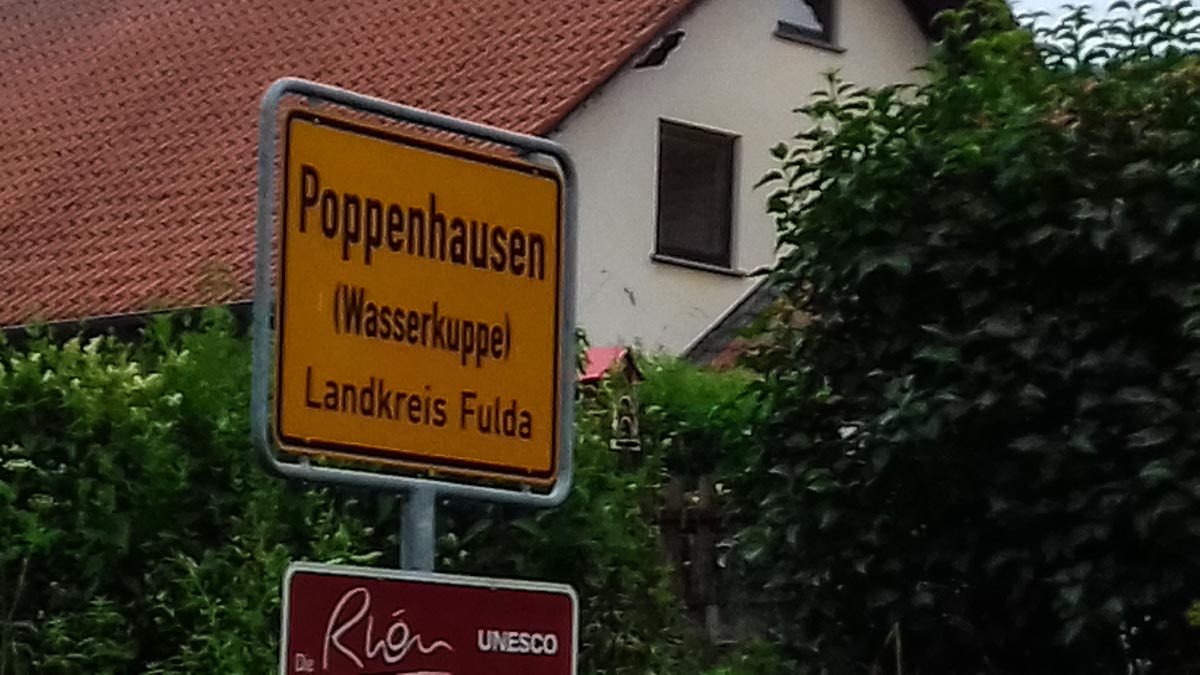 Poppenhausen
(Wasserkuppe)
Landkreis Fulda
Die Rhön UNESCO